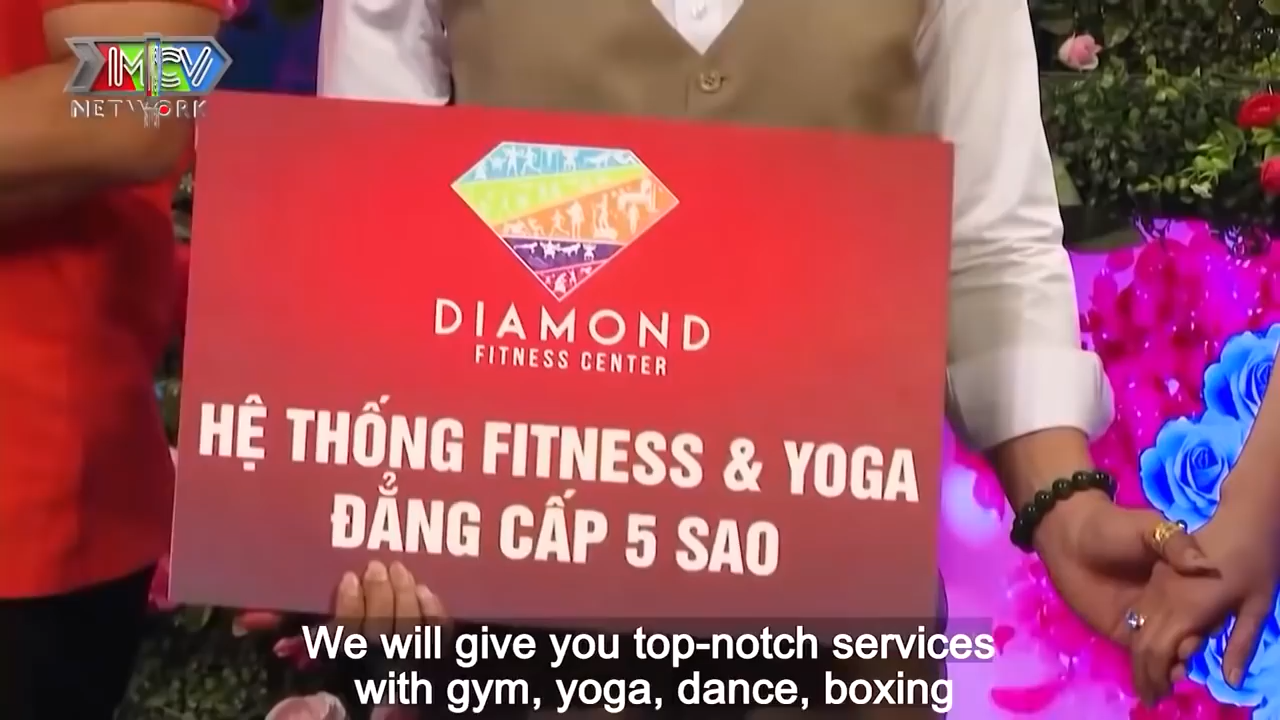 MCV
NETWORK
DIAMOND
FITNESS CENTER
HỆ THỐNG FITNESS & YOGA
ĐẲNG CẤP 5 SAO
We will give you top-notch services
with gym, yoga, dance, boxing